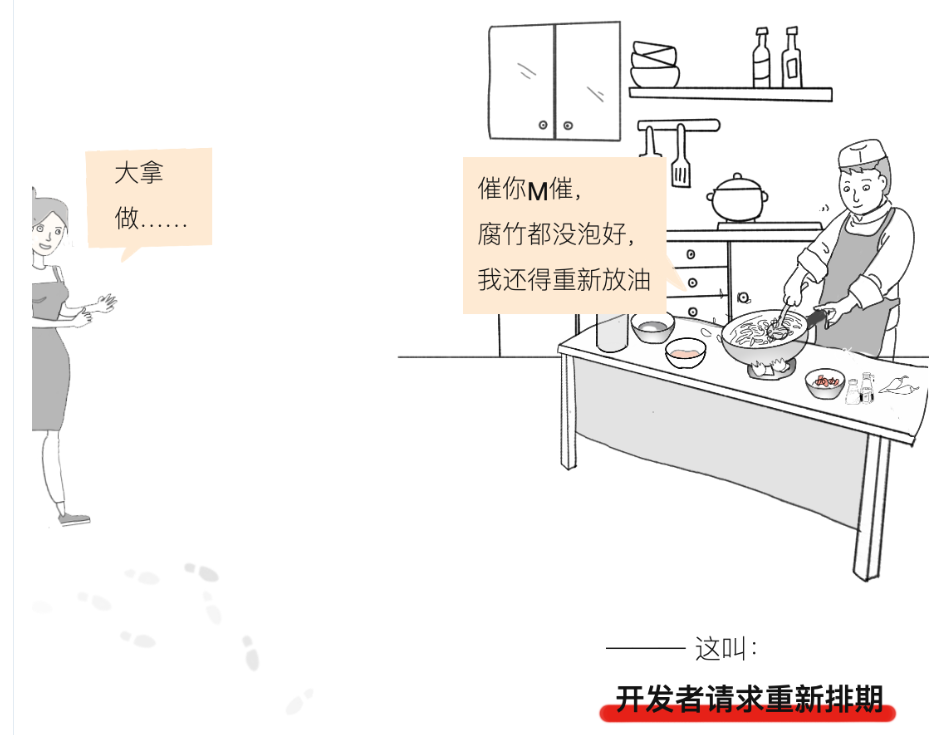 大拿
做……
催你M催，
腐竹都没泡好，
我还得重新放油
——— 这叫：
开发者请求重新排期